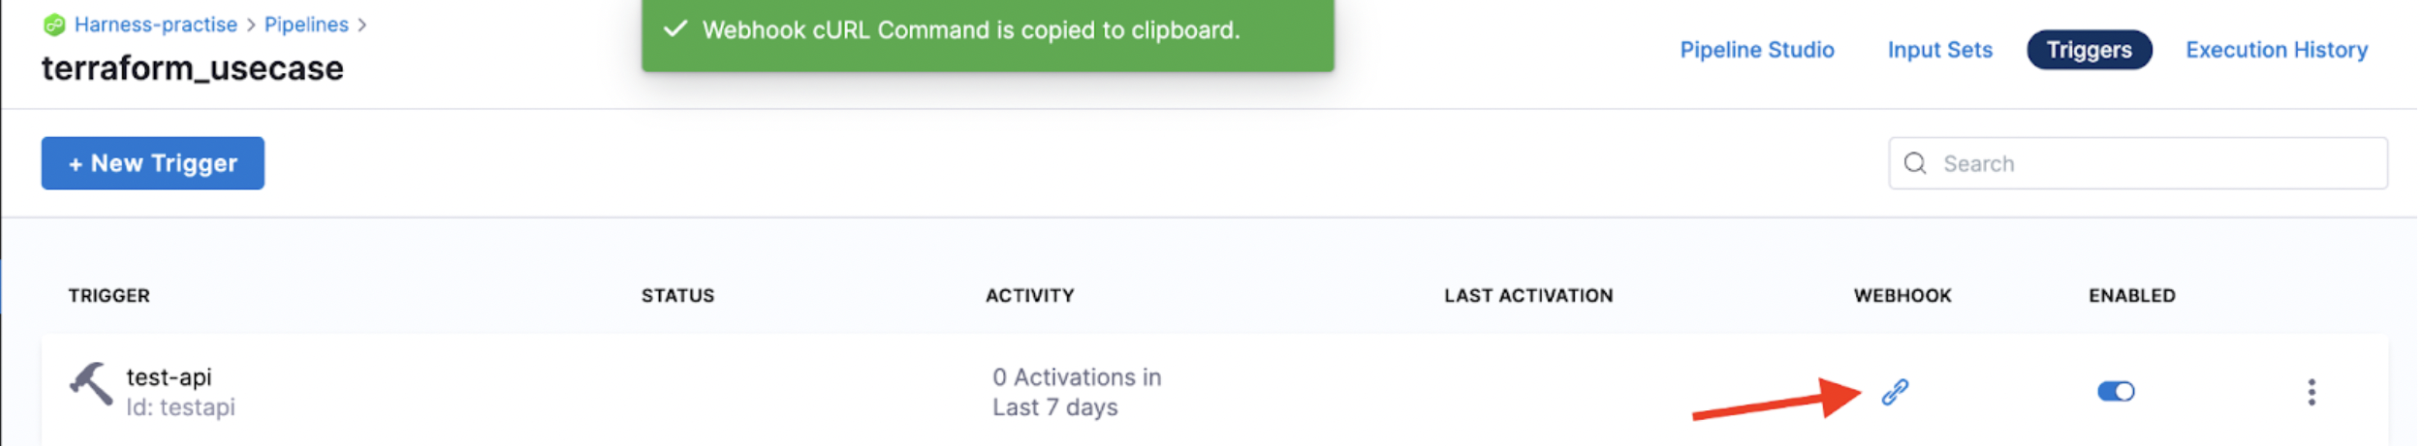 Harness-practise > Pipelines >
terraform_usecase
Webhook cURL Command is copied to clipboard.
Pipeline Studio
Input Sets
Triggers
Execution History
+ New Trigger
Search
TRIGGER
STATUS
ACTIVITY
LAST ACTIVATION
WEBHOOK
ENABLED
test-api
Id: testapi
0 Activations in
Last 7 days